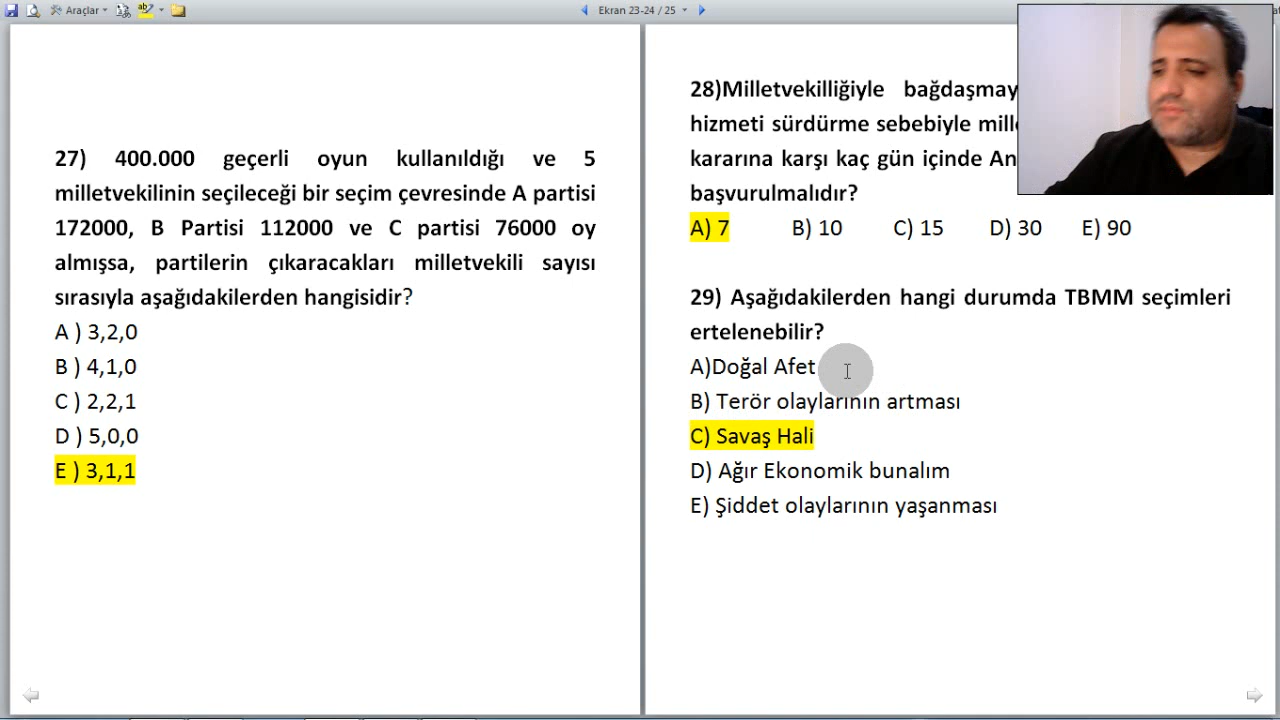 Araçlar
Ekran 23-24 / 25
27) 400.000 geçerli oyun kullanıldığı ve 5
milletvekilinin seçileceği bir seçim çevresinde A partisi
172000, B Partisi 112000 ve C partisi 76000 oy
almışsa, partilerin çıkaracakları milletvekili sayısı
sırasıyla aşağıdakilerden hangisidir?
A ) 3,2,0
B ) 4,1,0
C ) 2,2,1
D ) 5,0,0
E ) 3,1,1
28)Milletvekilliğiyle
hizmeti sürdürme sebebiyle
kararına karşı kaç gün içinde
başvurulmalıdır?
A) 7 B) 10 C) 15 D) 30 E) 90
29) Aşağıdakilerden hangi durumda TBMM seçimleri
ertelenebilir?
A)Doğal Afet
B) Terör olaylarının artması
C) Savaş Hali
D) Ağır Ekonomik bunalım
E) Şiddet olaylarının yaşanması